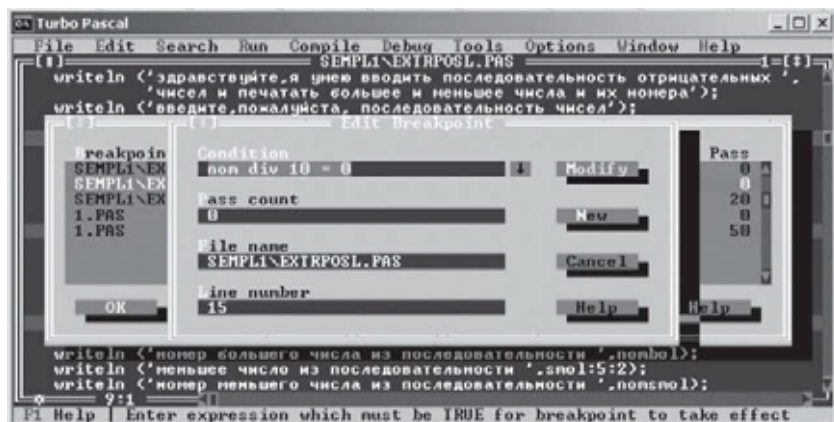 Turbo Pascal
File Edit Search Run Compile Debug Tools Options Window Help
SEMPL1\EXTRPOSL.PAS 1=[↕]
writeln ('здравствуйте,я умею вводить последовательность отрицательных ',
'чисел и печатать большее и меньшее числа и их номера');
writeln ('введите,пожалуйста, последовательность чисел');
Edit Breakpoint
Breakpoin Condition Pass
SEMPL1\EX non div 10 = 0 Modify 0
SEMPL1\EX 0
SEMPL1\EX Pass count 20
1.PAS 0 New 0
1.PAS 50
File name
SEMPL1\EXTRPOSL.PAS Cancel
Line number
OK 15 Help Help
writeln ('номер большего числа из последовательности ',nombol);
writeln ('меньшее число из последовательности ',smol:5:2);
writeln ('номер меньшего числа из последовательности ',nomsmol);
9:1
F1 Help | Enter expression which must be TRUE for breakpoint to take effect